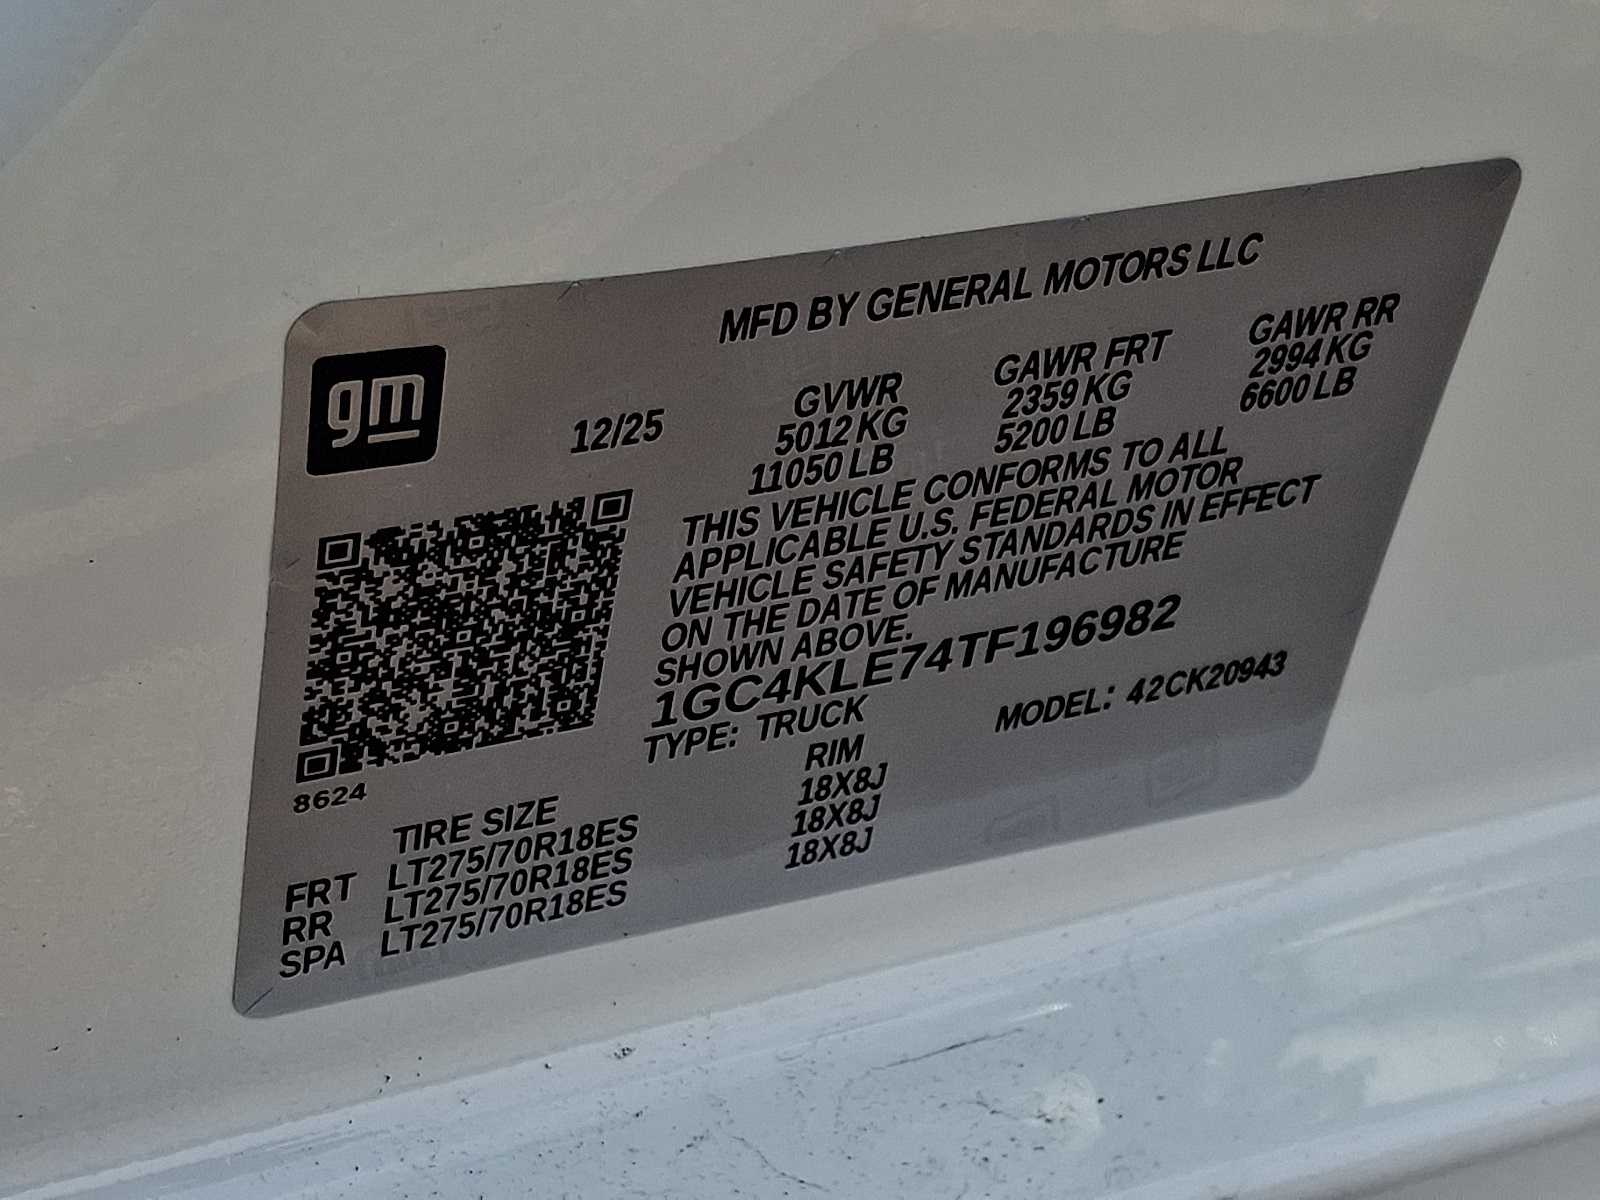 MFD BY GENERAL MOTORS LLC
gm
12/25
GVWR GAWR FRT GAWR RR
5012 KG 2359 KG 2994 KG
11050 LB 5200 LB 6600 LB
THIS VEHICLE CONFORMS TO ALL
APPLICABLE U.S. FEDERAL MOTOR
VEHICLE SAFETY STANDARDS IN EFFECT
ON THE DATE OF MANUFACTURE
SHOWN ABOVE.
1GC4KLE74TF196982
TYPE: TRUCK MODEL: 42CK20943
8624
TIRE SIZE RIM
FRT LT275/70R18ES 18X8J
RR LT275/70R18ES 18X8J
SPA LT275/70R18ES 18X8J